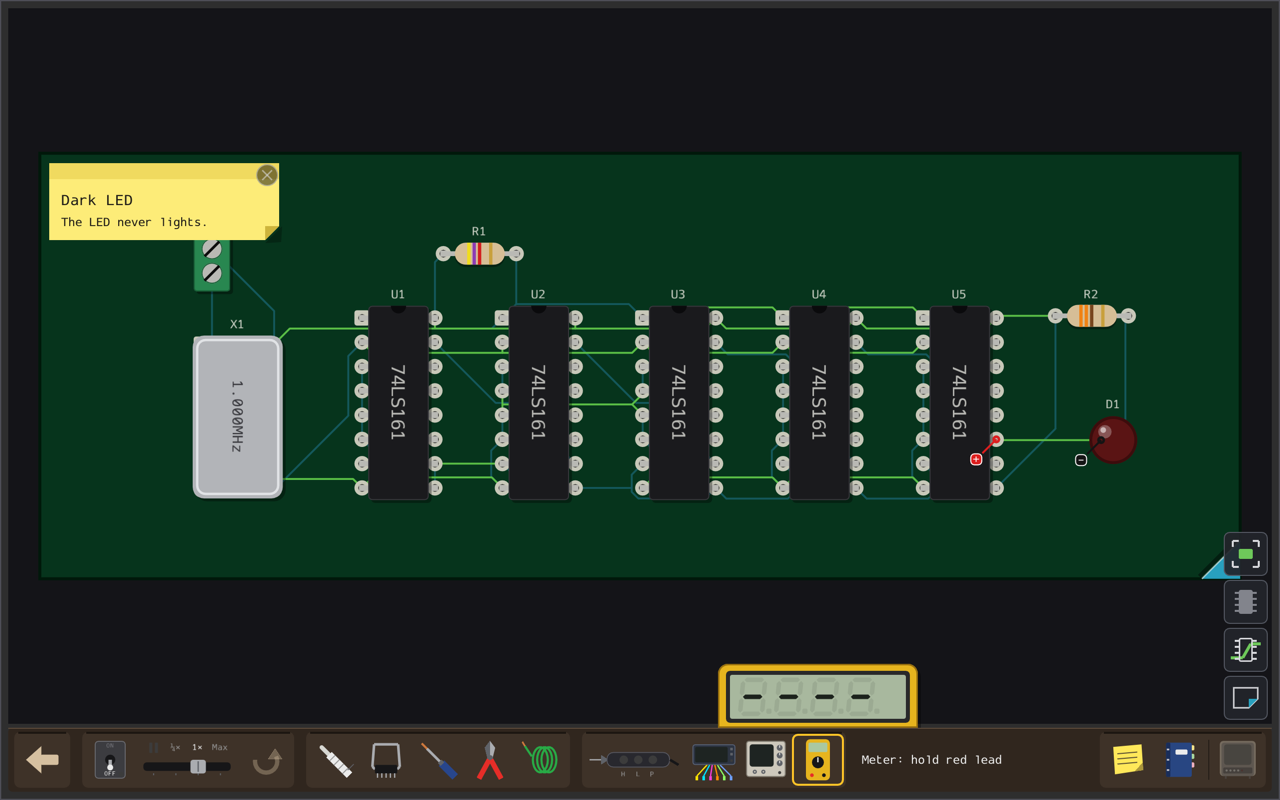 Dark LED
The LED never lights.
R1
U1
U2
U3
U4
U5
R2
X1
1.000MHz
74LS161
74LS161
74LS161
74LS161
74LS161
D1
ON
OFF
½× 1× Max
H L P
Meter: hold red lead